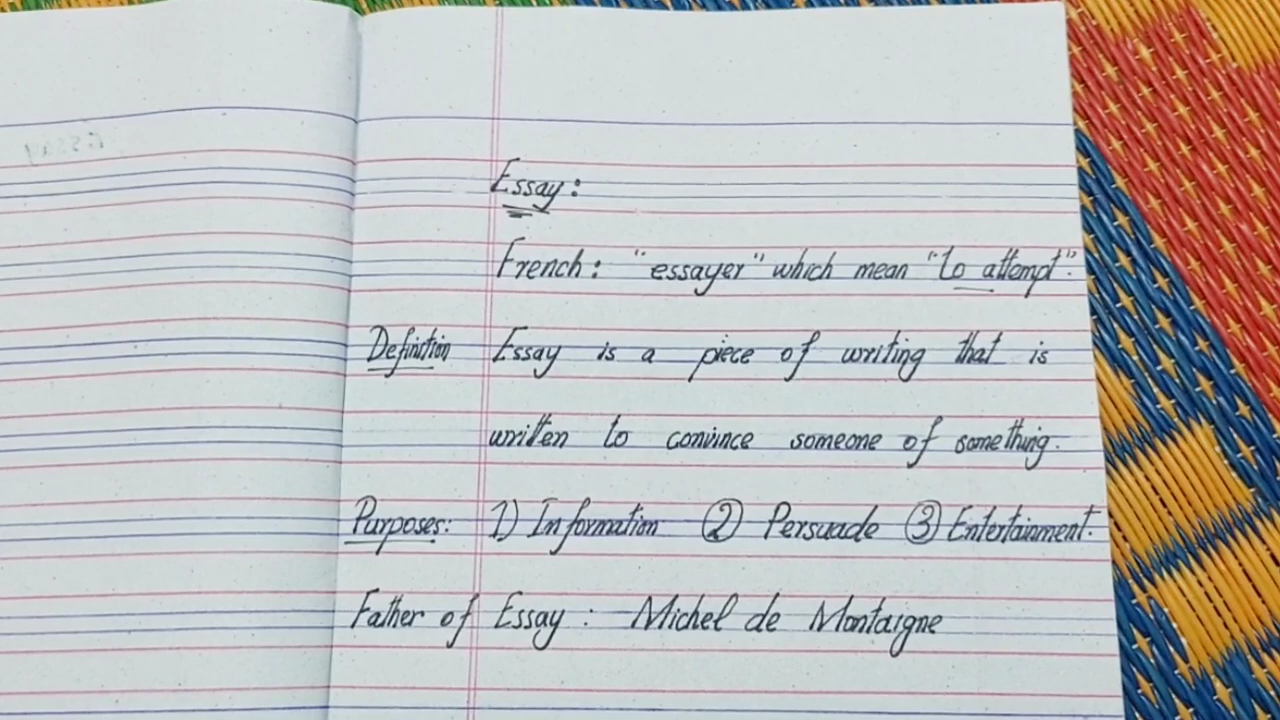 Essay
Essay:
French: "essayer" which mean "to attempt".
Definition Essay is a piece of writing that is
written to convince someone of something.
Purposes: 1) Information ② Persuade ③ Entertainment.
Father of Essay: Michel de Montaigne